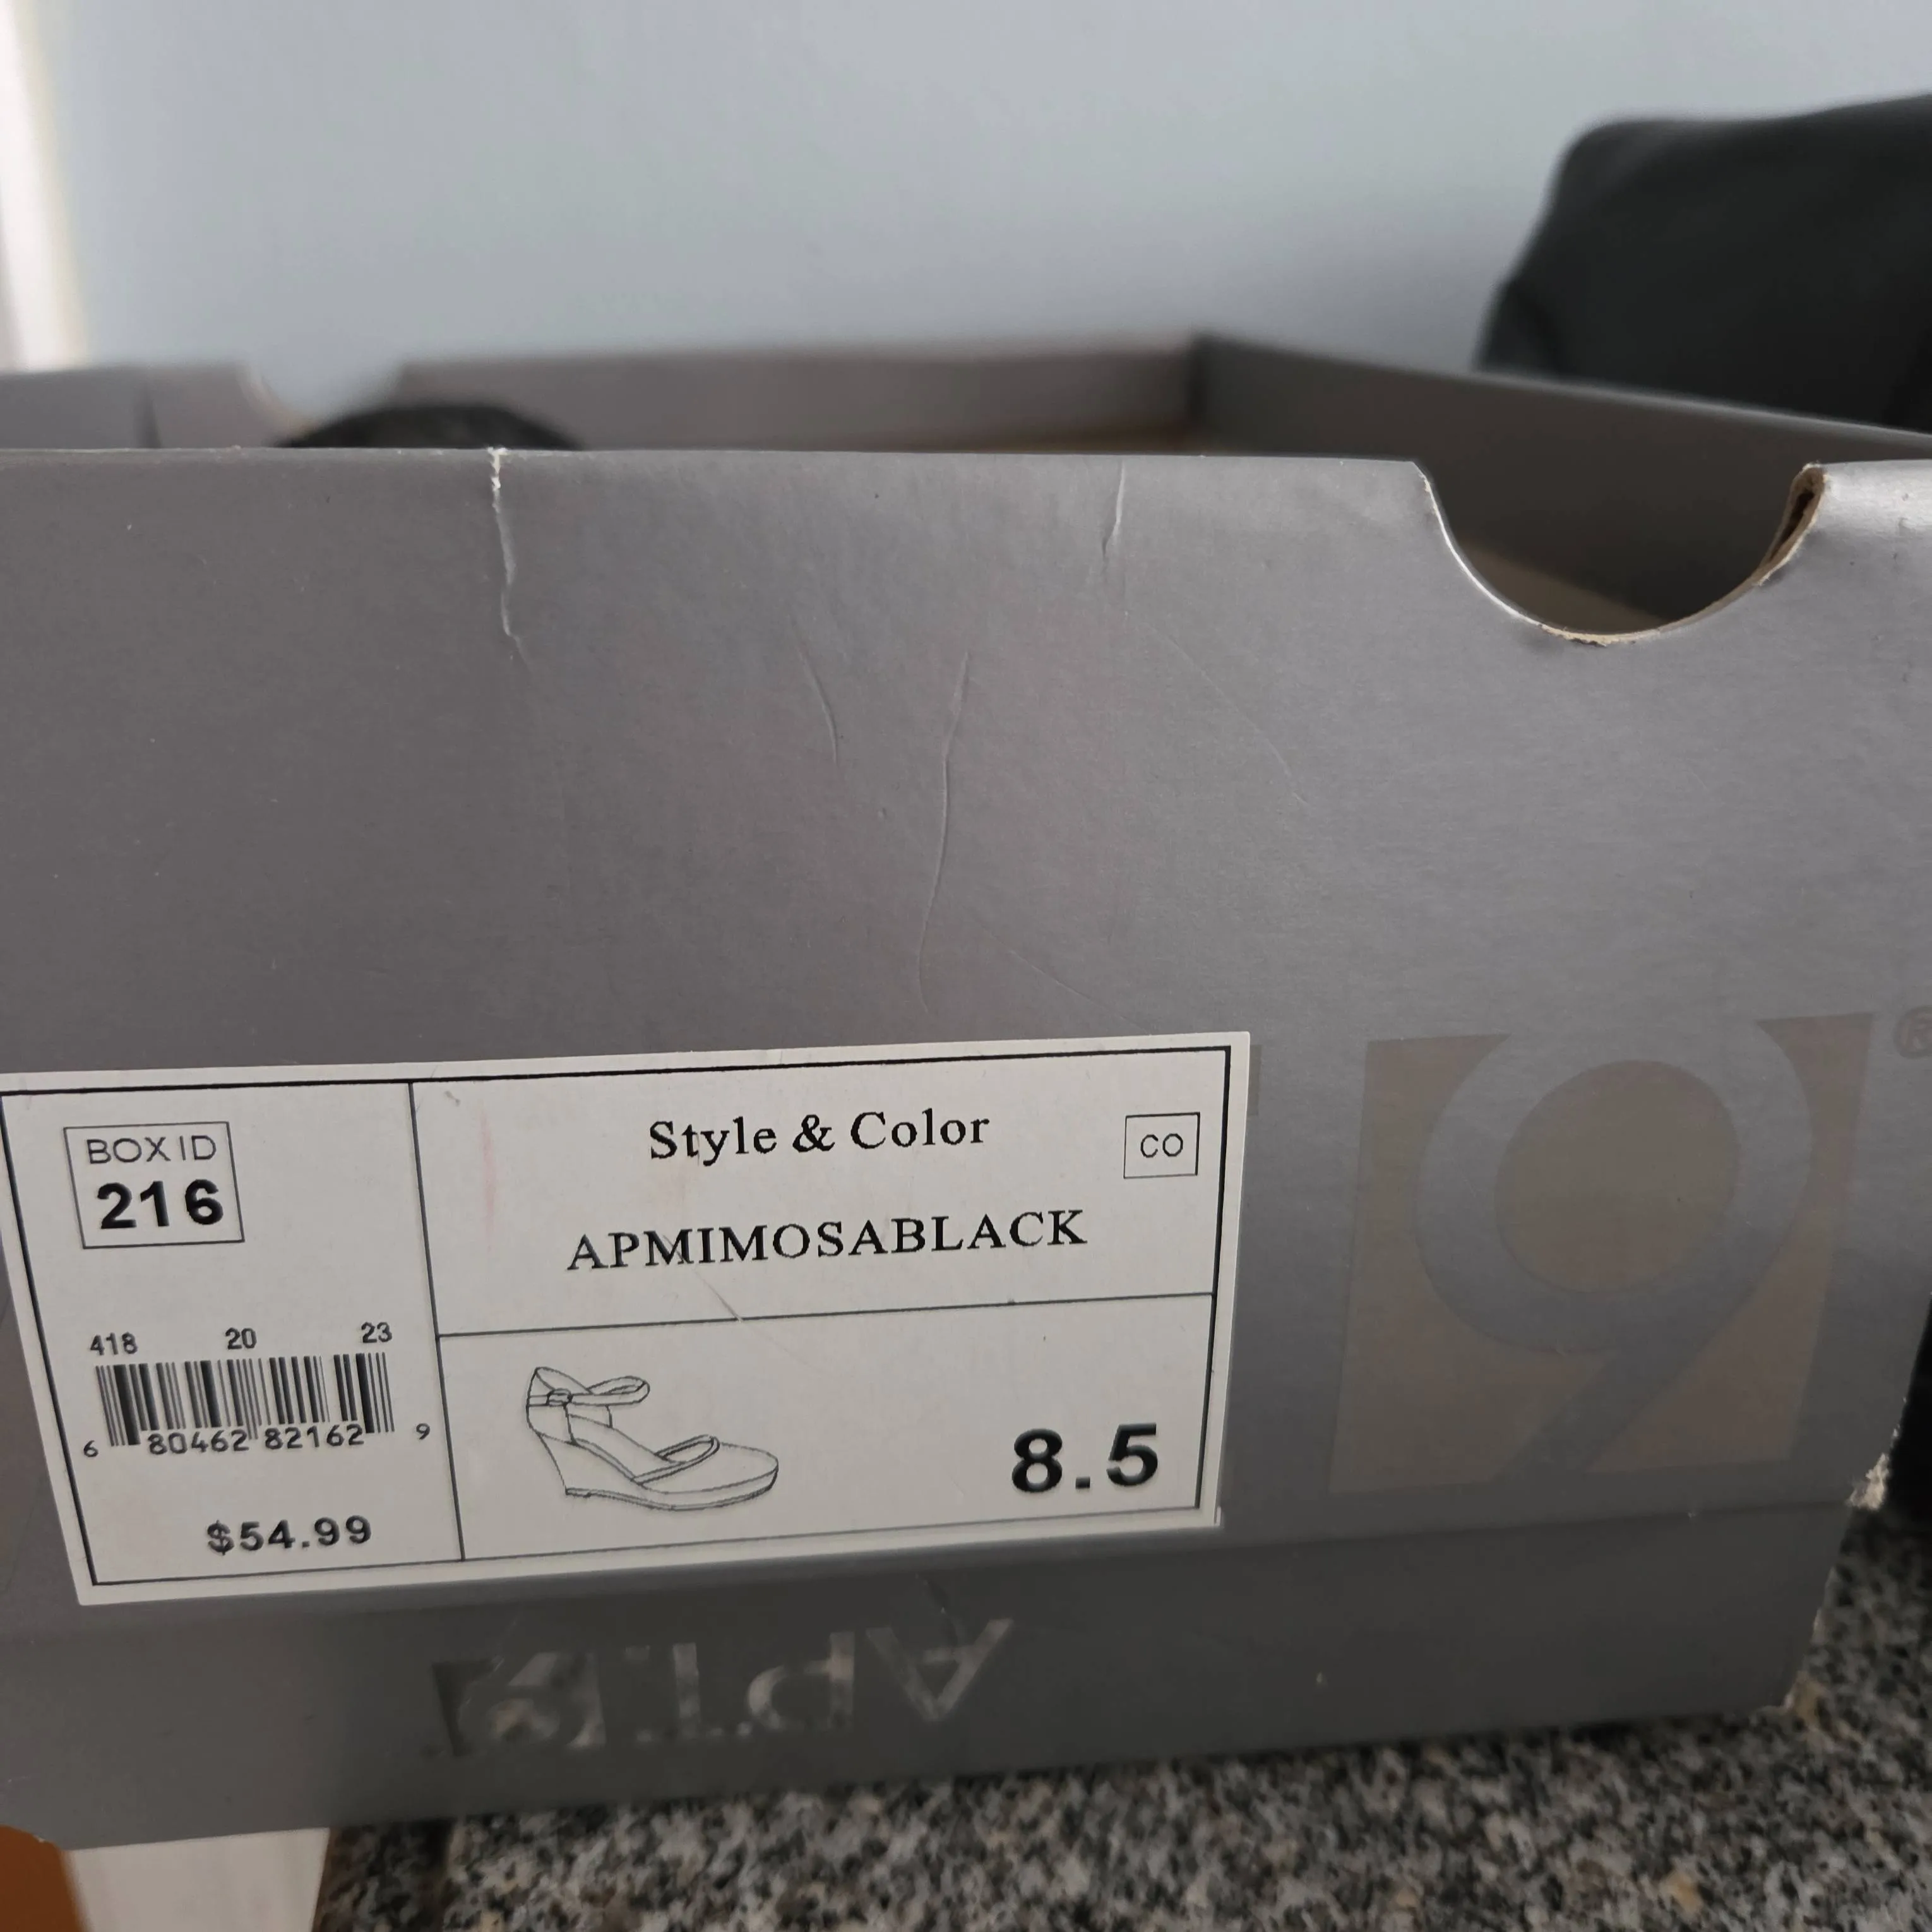 BOX ID
216
Style & Color
CO
APMIMOSABLACK
418 20 23
6 80462 82162 9
$54.99
8.5
9
®
APT. 9